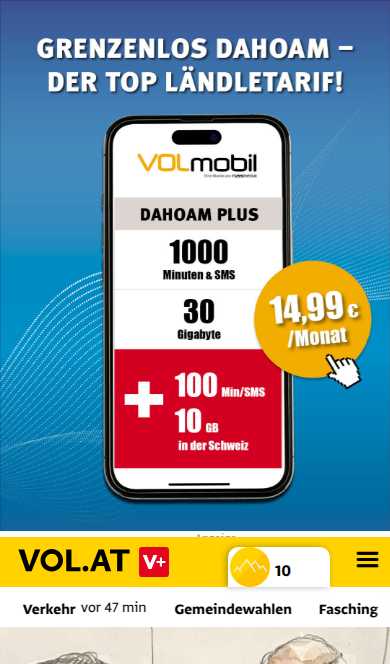 GRENZENLOS DAHOAM –
DER TOP LÄNDLETARIF!
VOLmobil
DAHOAM PLUS
1000
Minuten & SMS
30
Gigabyte
14,99 €
/Monat
100 Min/SMS
10 GB
in der Schweiz
Anzeige
VOL.AT V+
10
Verkehr vor 47 min Gemeindewahlen Fasching